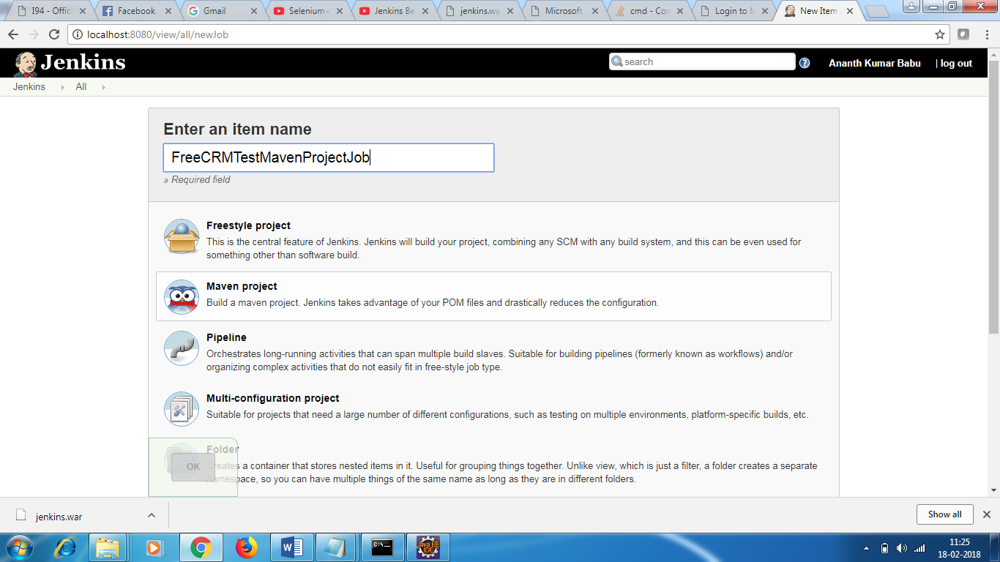 I94 - Offici
Facebook
Gmail
Selenium+
Jenkins Be
jenkins.wa
Microsoft
cmd - Con
Login to M
New Item
localhost:8080/view/all/newJob
Jenkins
search
Ananth Kumar Babu
| log out
Jenkins
All
Enter an item name
FreeCRMTestMavenProjectJob
» Required field
Freestyle project
This is the central feature of Jenkins. Jenkins will build your project, combining any SCM with any build system, and this can be even used for
something other than software build.
Maven project
Build a maven project. Jenkins takes advantage of your POM files and drastically reduces the configuration.
Pipeline
Orchestrates long-running activities that can span multiple build slaves. Suitable for building pipelines (formerly known as workflows) and/or
organizing complex activities that do not easily fit in free-style job type.
Multi-configuration project
Suitable for projects that need a large number of different configurations, such as testing on multiple environments, platform-specific builds, etc.
Folder
Creates a container that stores nested items in it. Useful for grouping things together. Unlike view, which is just a filter, a folder creates a separate
namespace, so you can have multiple things of the same name as long as they are in different folders.
OK
jenkins.war
Show all
Java EE
IDE
11:25
18-02-2018